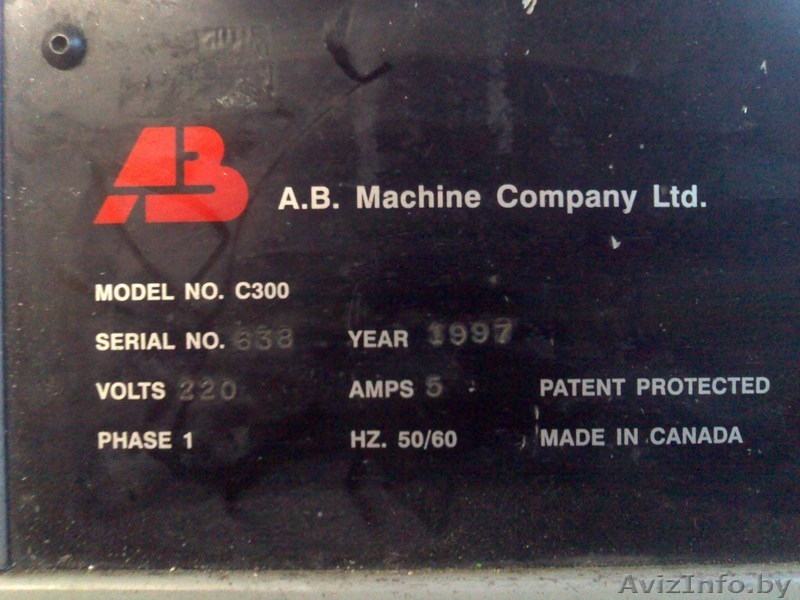 AB
A.B. Machine Company Ltd.
MODEL NO. C300
SERIAL NO. 638 YEAR 1997
VOLTS 220 AMPS 5 PATENT PROTECTED
PHASE 1 HZ. 50/60 MADE IN CANADA
AvizInfo.by